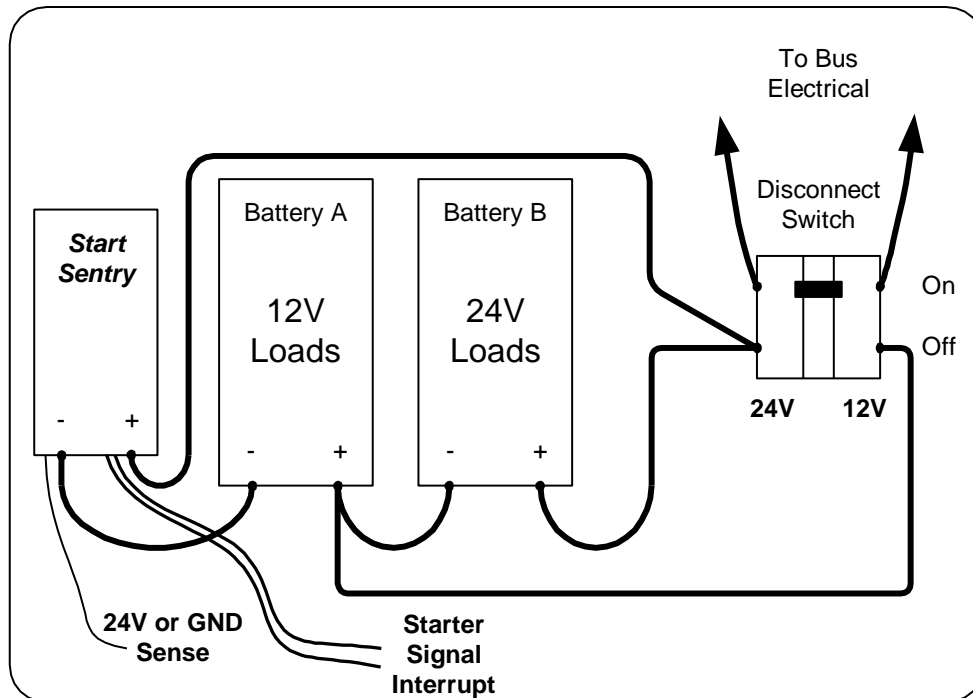 To Bus
Electrical
Disconnect
Switch
Start
Sentry
Battery A
Battery B
12V
Loads
24V
Loads
On
Off
24V
12V
-
+
-
+
-
+
24V or GND
Sense
Starter
Signal
Interrupt